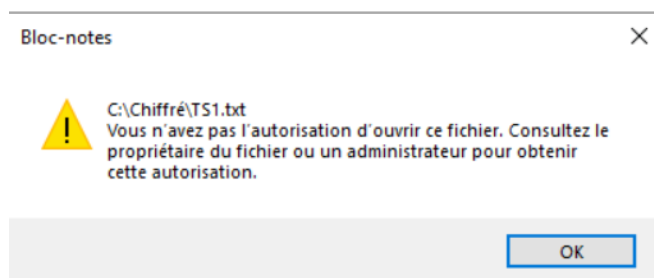 Bloc-notes
C:\Chiffré\TS1.txt
Vous n'avez pas l'autorisation d'ouvrir ce fichier. Consultez le
propriétaire du fichier ou un administrateur pour obtenir
cette autorisation.
OK